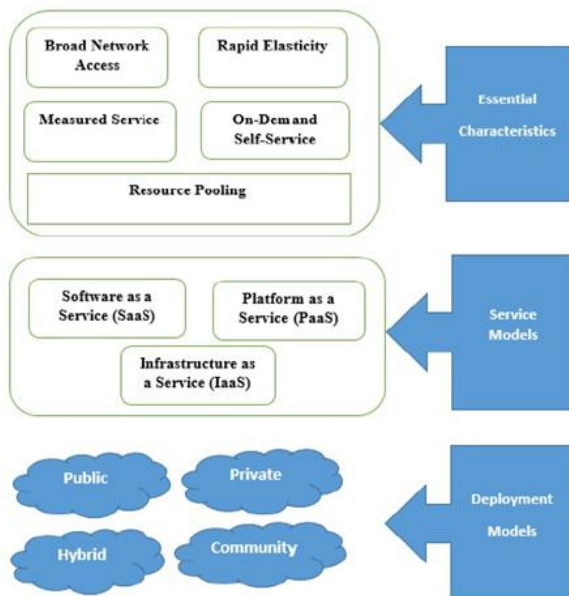 Broad Network
Access
Rapid Elasticity
Measured Service
On-Demand
Self-Service
Resource Pooling
Essential
Characteristics
Software as a
Service (SaaS)
Platform as a
Service (PaaS)
Infrastructure as
a Service (IaaS)
Service
Models
Public
Private
Hybrid
Community
Deployment
Models